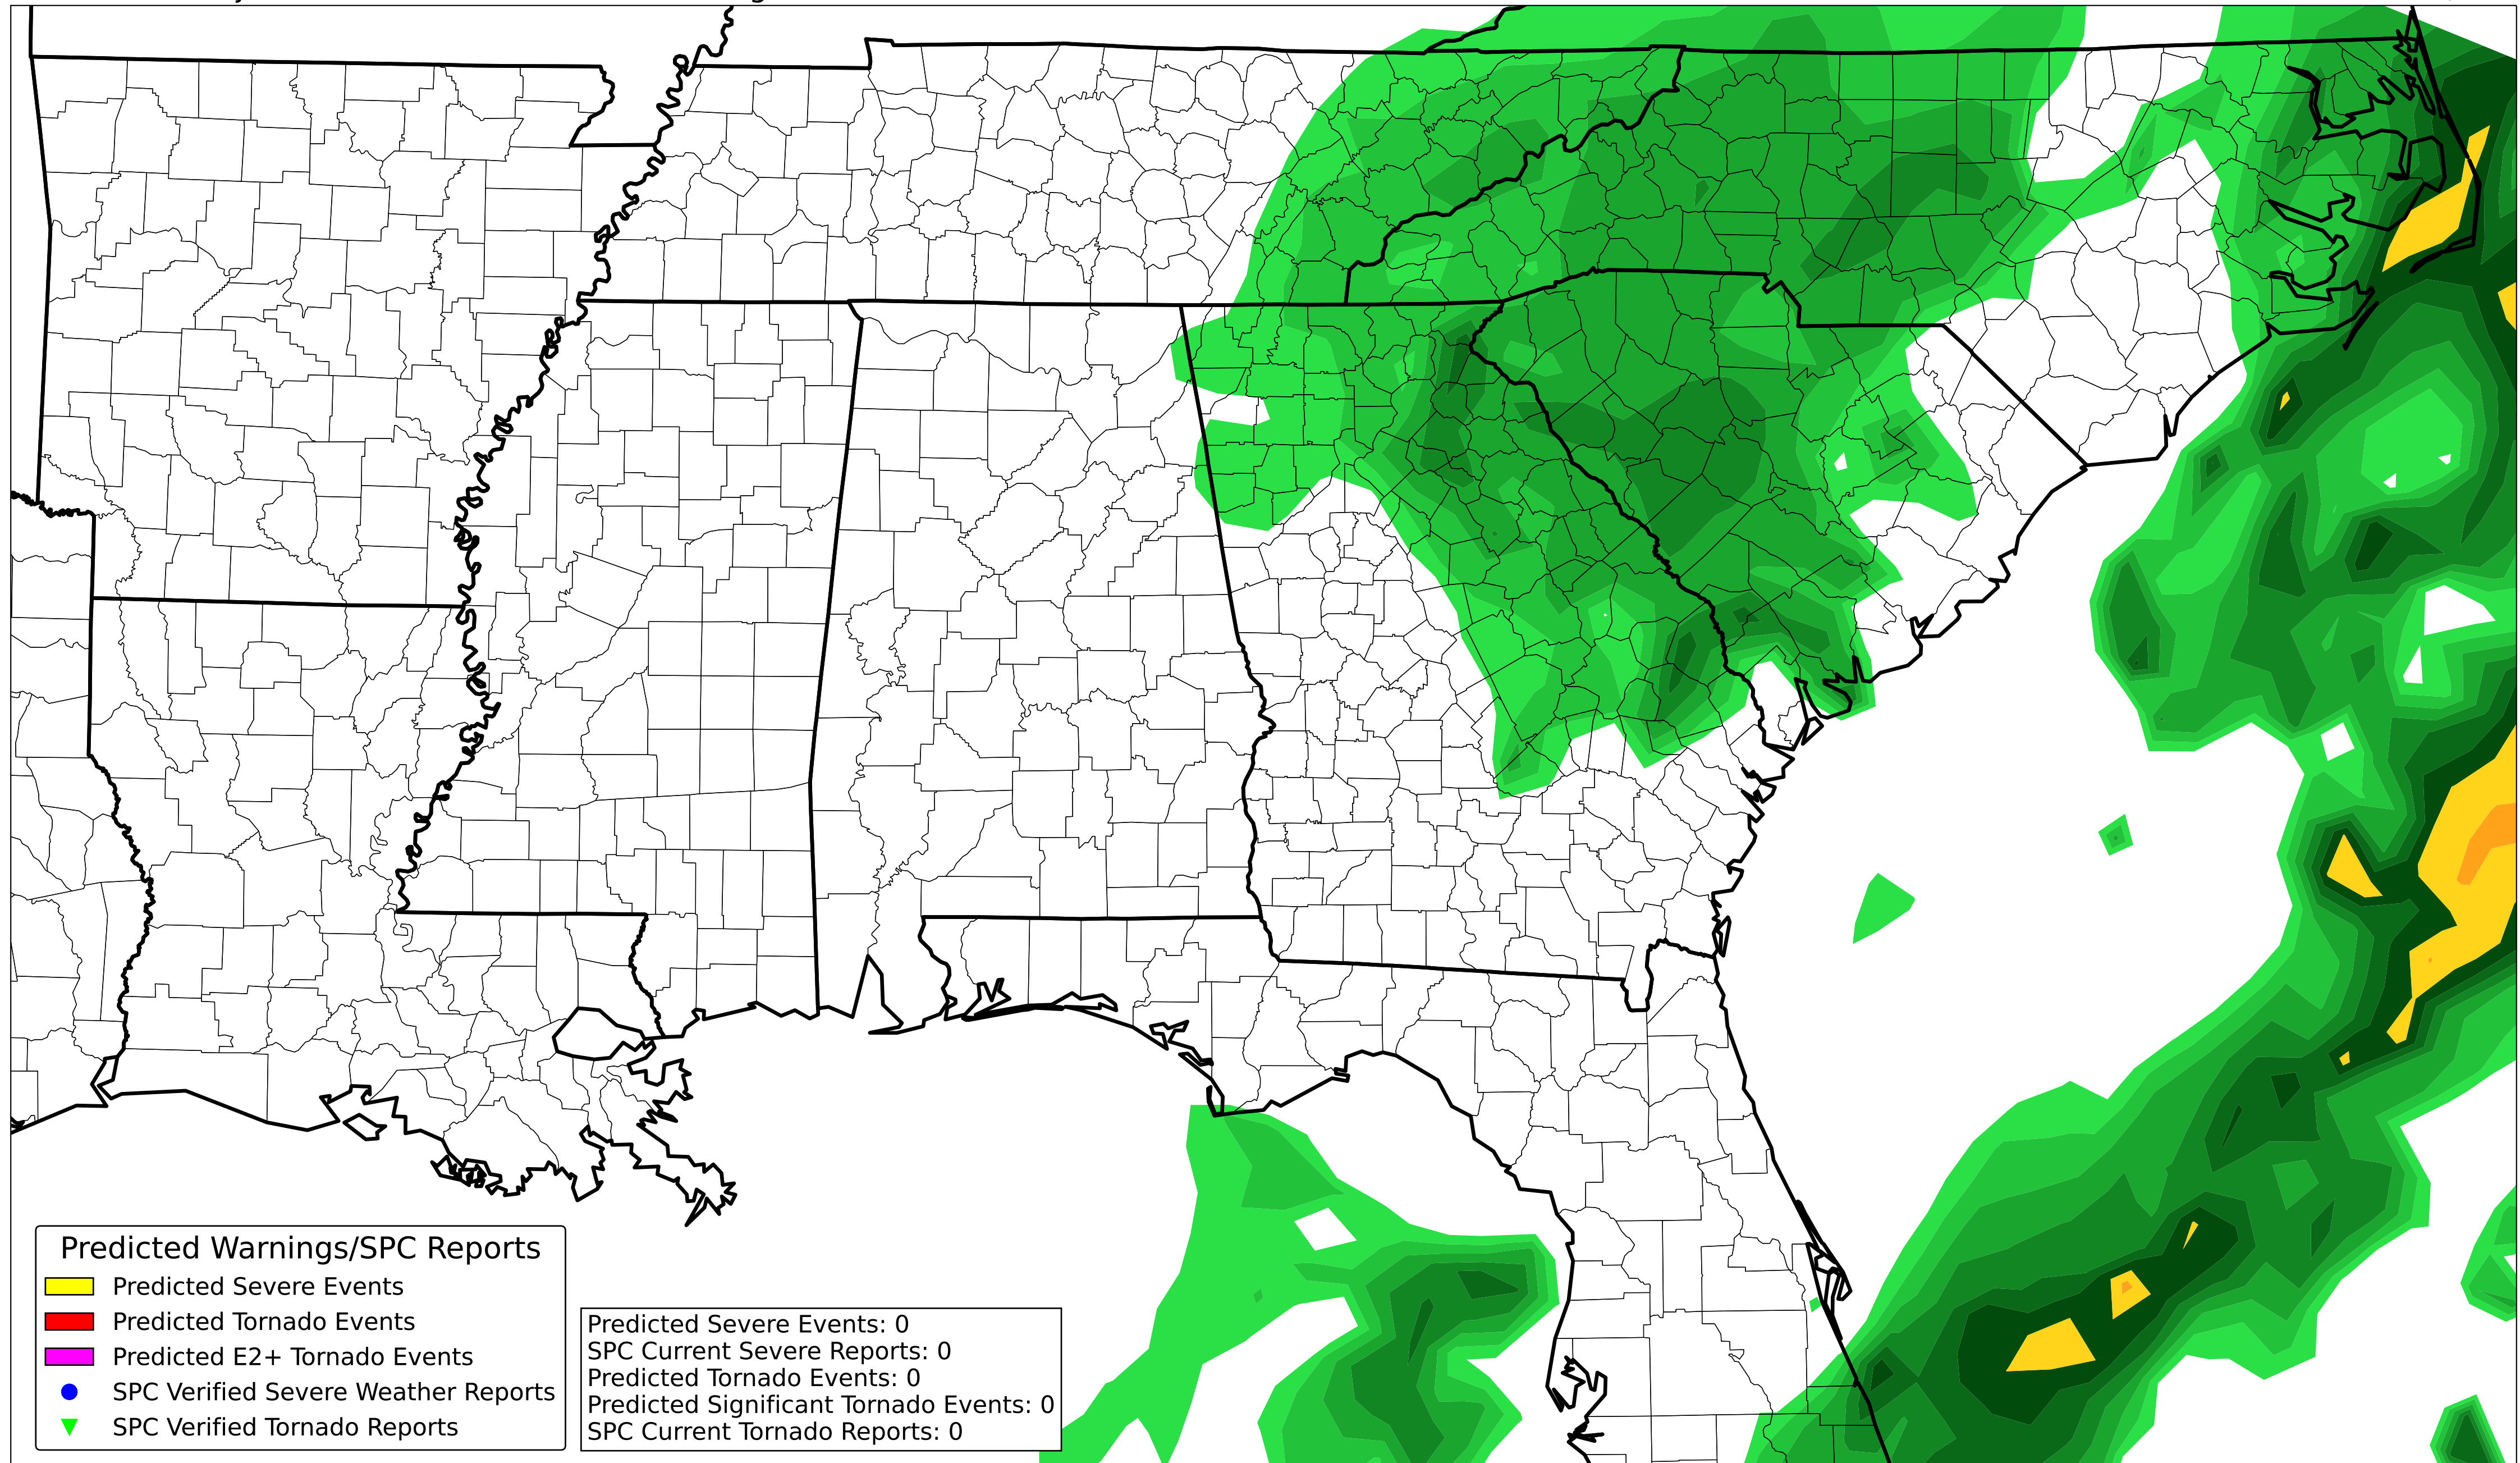 Predicted Warnings/SPC Reports
Predicted Severe Events
Predicted Tornado Events
Predicted E2+ Tornado Events
SPC Verified Severe Weather Reports
SPC Verified Tornado Reports
Predicted Severe Events: 0
SPC Current Severe Reports: 0
Predicted Tornado Events: 0
Predicted Significant Tornado Events: 0
SPC Current Tornado Reports: 0